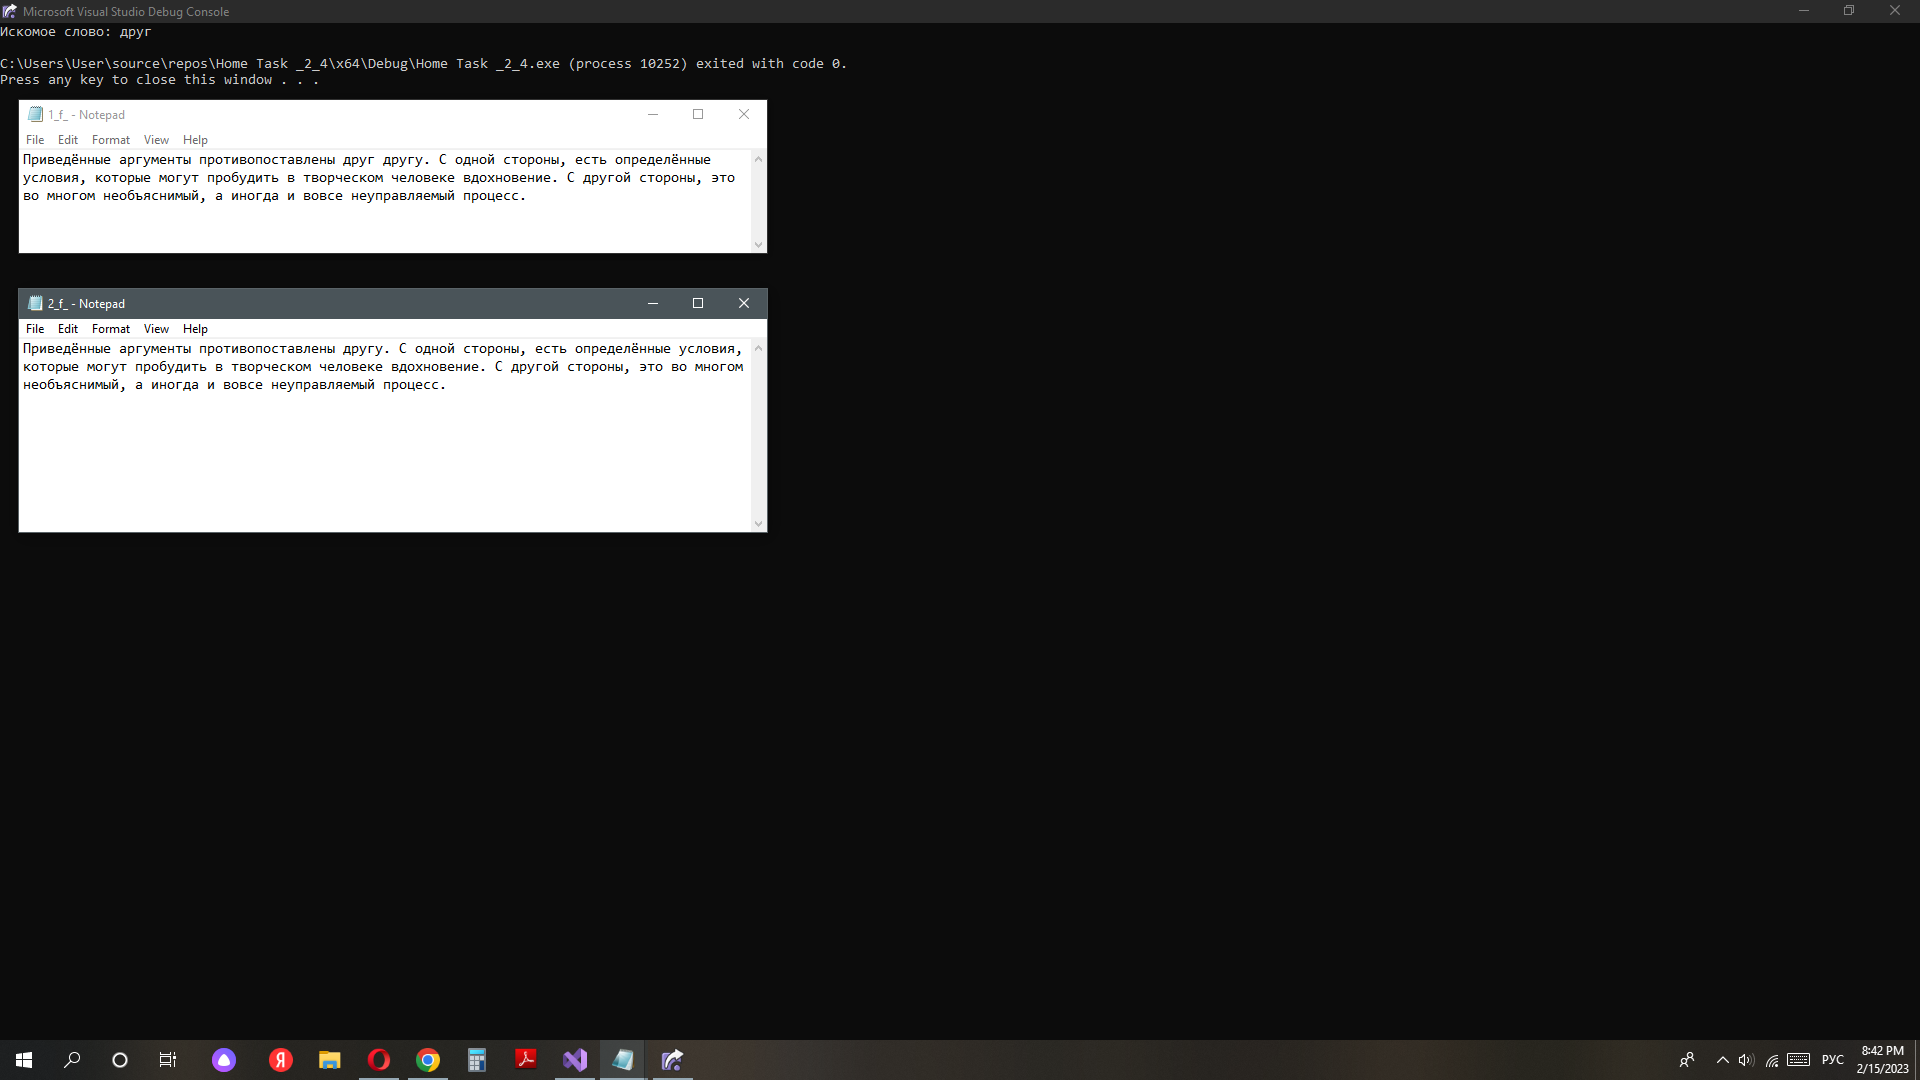 Microsoft Visual Studio Debug Console
Искомое слово: друг
C:\Users\User\source\repos\Home Task _2_4\x64\Debug\Home Task _2_4.exe (process 10252) exited with code 0.
Press any key to close this window . . .
1_f_ - Notepad
File Edit Format View Help
Приведённые аргументы противопоставлены друг другу. С одной стороны, есть определённые
условия, которые могут пробудить в творческом человеке вдохновение. С другой стороны, это
во многом необъяснимый, а иногда и вовсе неуправляемый процесс.
2_f_ - Notepad
File Edit Format View Help
Приведённые аргументы противопоставлены другу. С одной стороны, есть определённые условия,
которые могут пробудить в творческом человеке вдохновение. С другой стороны, это во многом
необъяснимый, а иногда и вовсе неуправляемый процесс.
Я
РУС
8:42 PM
2/15/2023